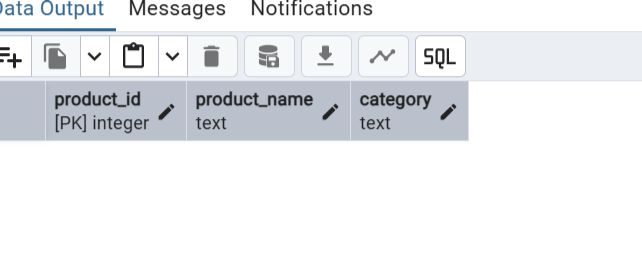 Data Output Messages Notifications
SQL
product_id product_name category
[PK] integer text text